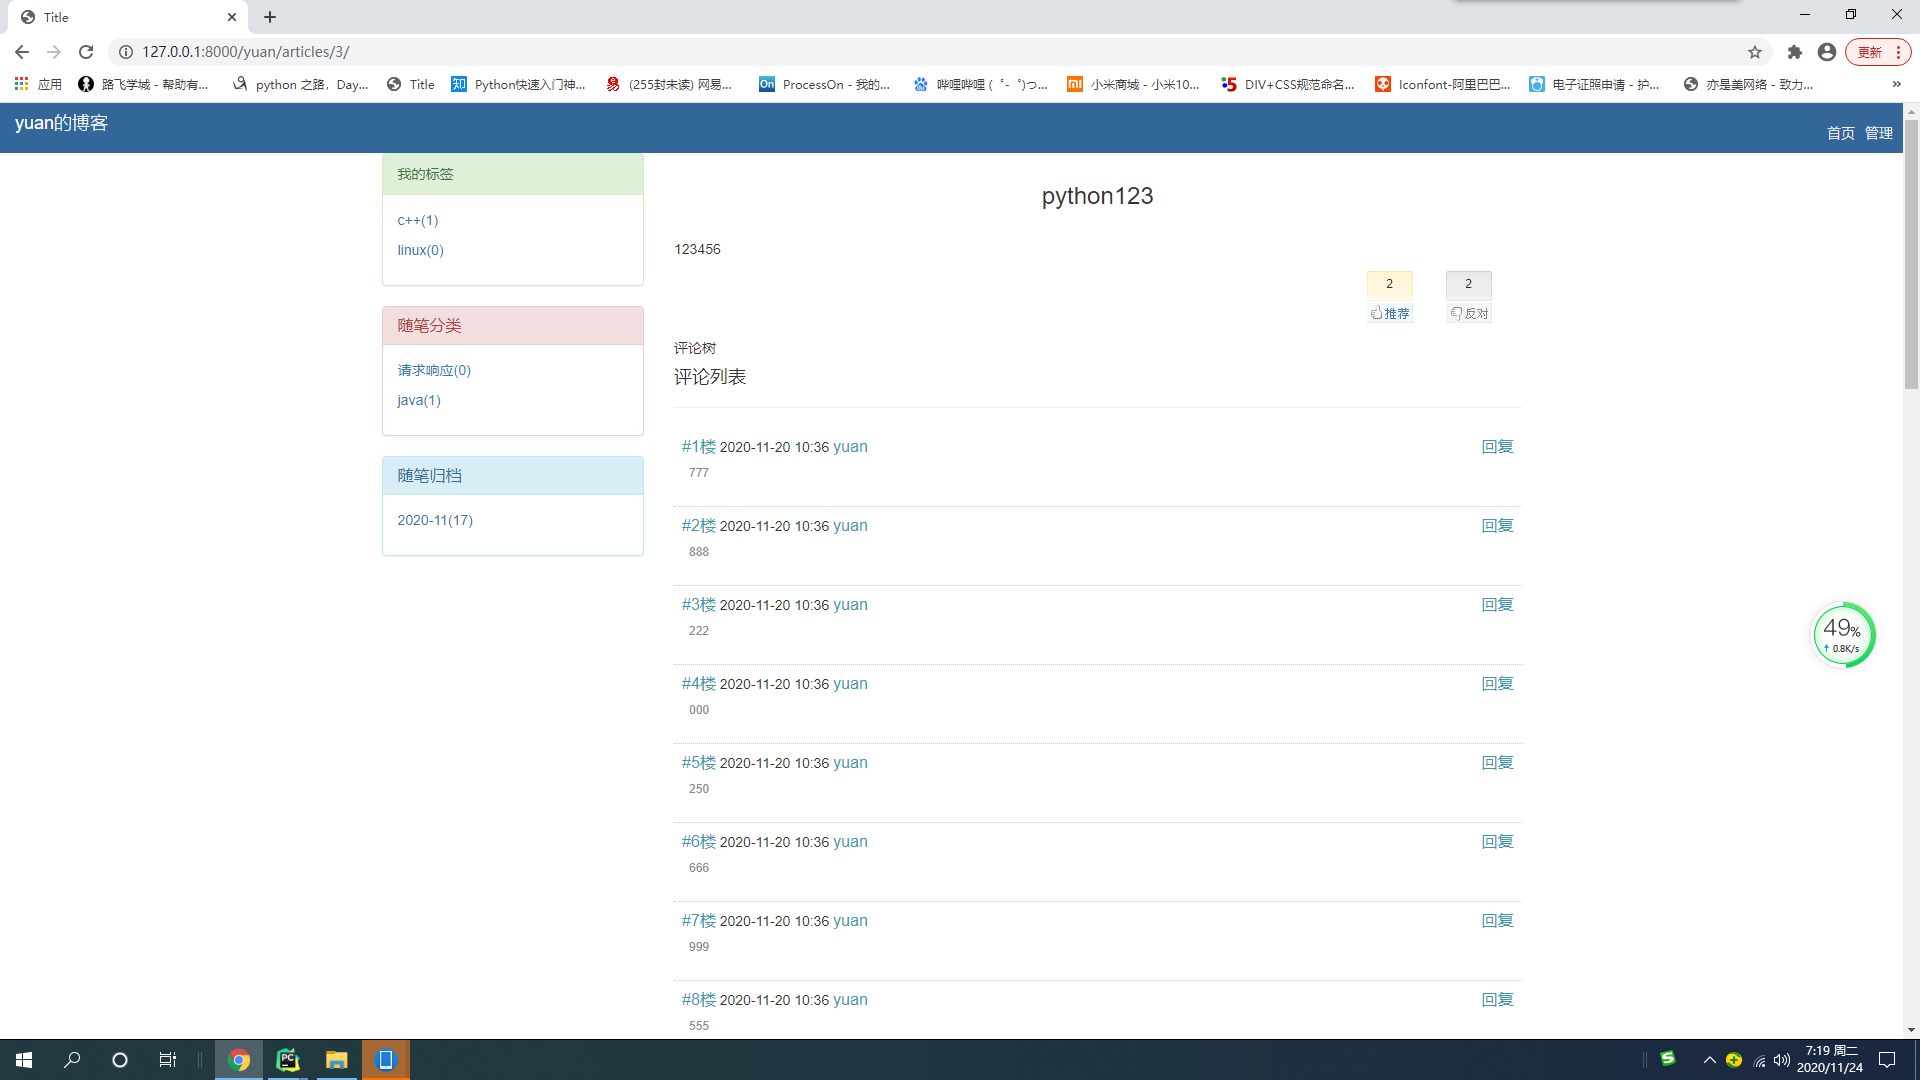 Title
127.0.0.1:8000/yuan/articles/3/
更新
应用
路飞学城 - 帮助有...
python 之路，Day...
Title
知 Python快速入门神...
(255封未读) 网易...
On ProcessOn - 我的...
哔哩哔哩 ( ゜- ゜)つ...
小米商城 - 小米10...
DIV+CSS规范命名...
Iconfont-阿里巴巴...
电子证照申请 - 护...
亦是美网络 - 致力...
»
yuan的博客
首页 管理
我的标签
c++(1)
linux(0)
随笔分类
请求响应(0)
java(1)
随笔归档
2020-11(17)
python123
123456
2 2
推荐 反对
评论树
评论列表
#1楼 2020-11-20 10:36 yuan 回复
777
#2楼 2020-11-20 10:36 yuan 回复
888
#3楼 2020-11-20 10:36 yuan 回复
222
#4楼 2020-11-20 10:36 yuan 回复
000
#5楼 2020-11-20 10:36 yuan 回复
250
#6楼 2020-11-20 10:36 yuan 回复
666
#7楼 2020-11-20 10:36 yuan 回复
999
#8楼 2020-11-20 10:36 yuan 回复
555
49%
↑ 0.8K/s
PC
7:19 周二
2020/11/24